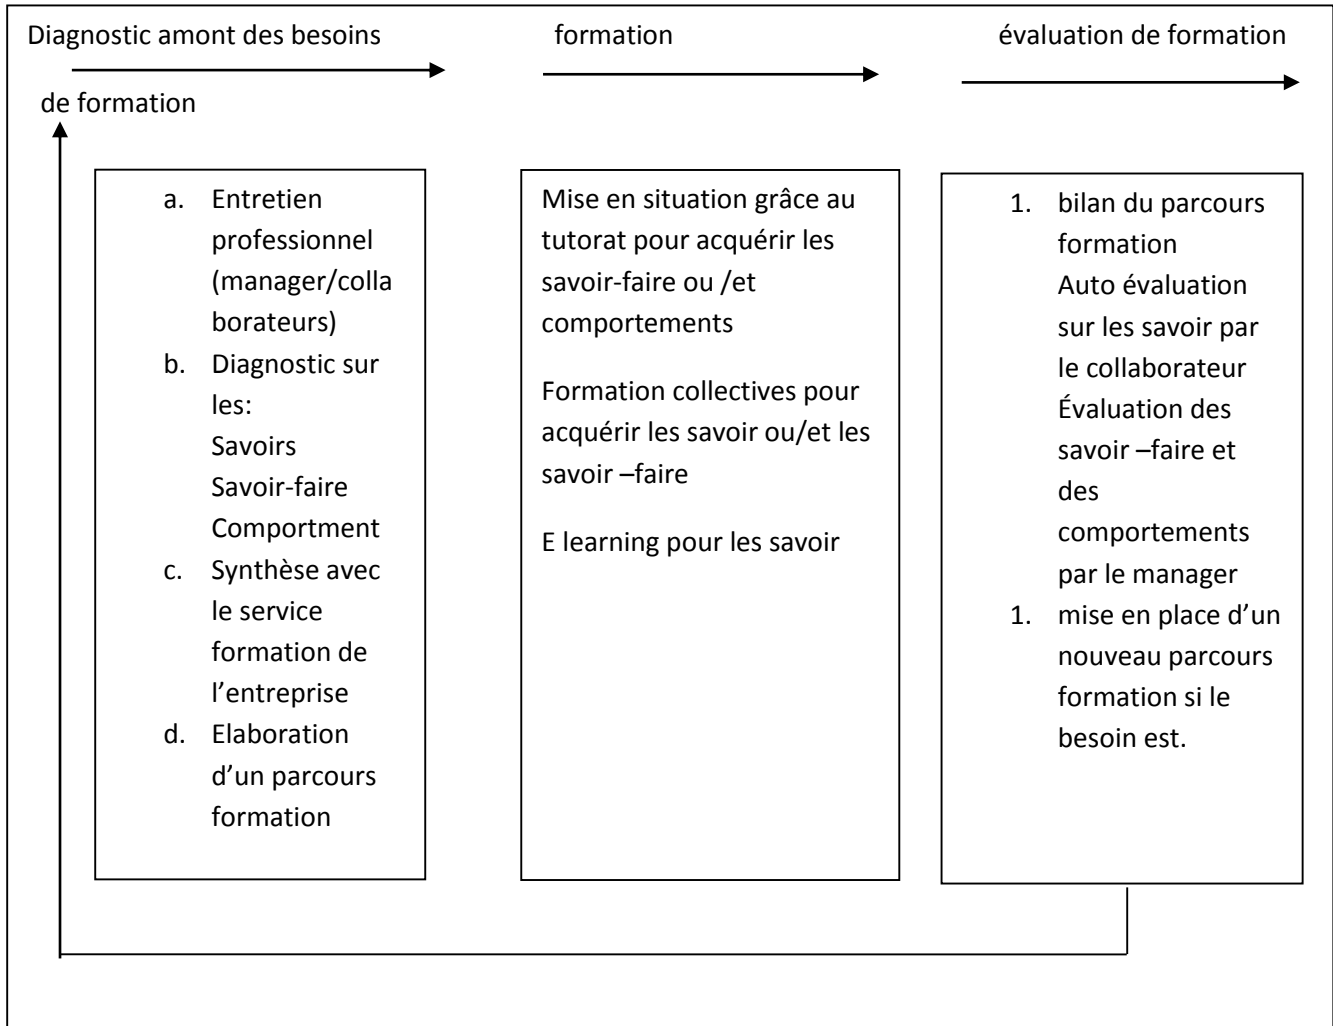 Diagnostic amont des besoins
de formation
formation
évaluation de formation
a. Entretien
professionnel
(manager/colla
borateurs)
b. Diagnostic sur
les:
Savoirs
Savoir-faire
Comportment
c. Synthèse avec
le service
formation de
l’entreprise
d. Elaboration
d’un parcours
formation
Mise en situation grâce au
tutorat pour acquérir les
savoir-faire ou /et
comportements
Formation collectives pour
acquérir les savoir ou/et les
savoir –faire
E learning pour les savoir
1. bilan du parcours
formation
Auto évaluation
sur les savoir par
le collaborateur
Évaluation des
savoir –faire et
des
comportements
par le manager
1. mise en place d’un
nouveau parcours
formation si le
besoin est.